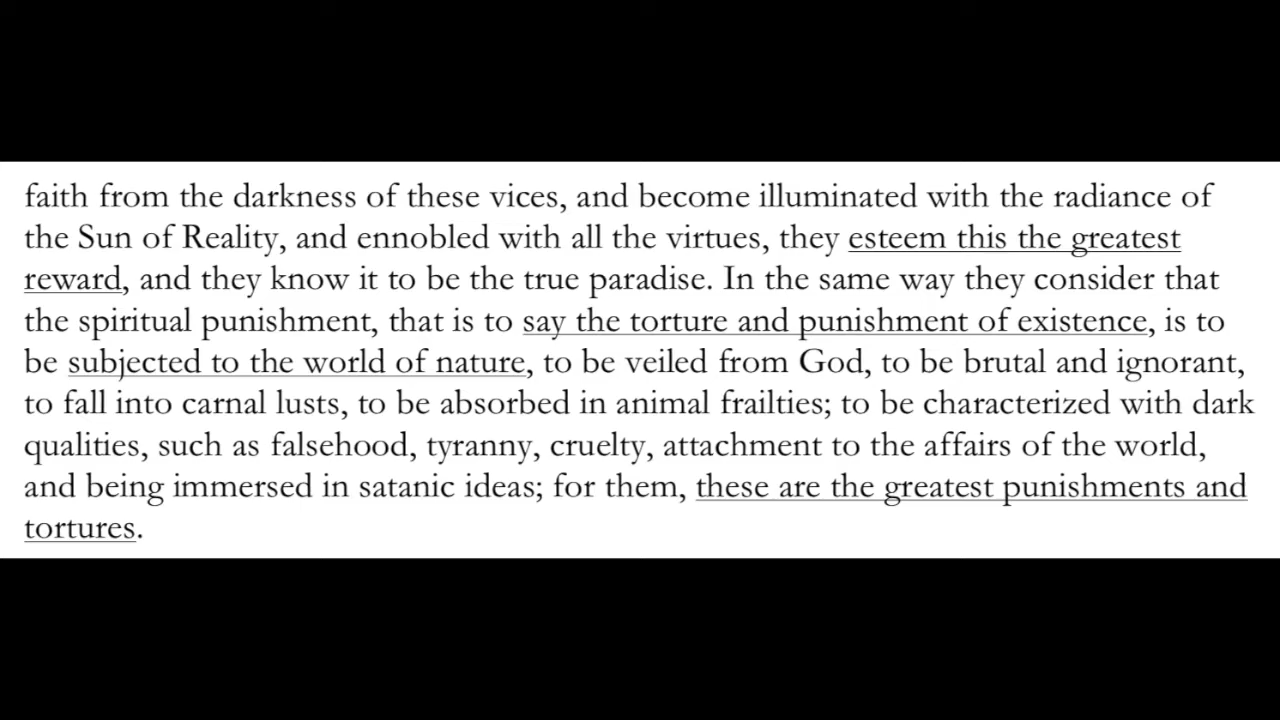 faith from the darkness of these vices, and become illuminated with the radiance of
the Sun of Reality, and ennobled with all the virtues, they esteem this the greatest
reward, and they know it to be the true paradise. In the same way they consider that
the spiritual punishment, that is to say the torture and punishment of existence, is to
be subjected to the world of nature, to be veiled from God, to be brutal and ignorant,
to fall into carnal lusts, to be absorbed in animal frailties; to be characterized with dark
qualities, such as falsehood, tyranny, cruelty, attachment to the affairs of the world,
and being immersed in satanic ideas; for them, these are the greatest punishments and
tortures.